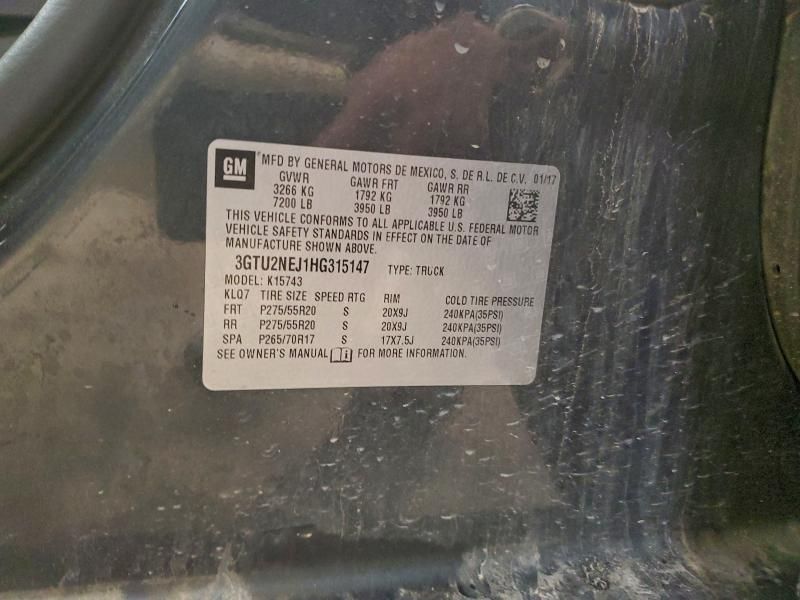 GM
MFD BY GENERAL MOTORS DE MEXICO, S. DE R.L. DE C.V. 01/17
GVWR GAWR FRT GAWR RR
3266 KG 1792 KG 1792 KG
7200 LB 3950 LB 3950 LB
THIS VEHICLE CONFORMS TO ALL APPLICABLE U.S. FEDERAL MOTOR
VEHICLE SAFETY STANDARDS IN EFFECT ON THE DATE OF
MANUFACTURE SHOWN ABOVE.
3GTU2NEJ1HG315147 TYPE: TRUCK
MODEL: K15743
KLQ7 TIRE SIZE SPEED RTG RIM COLD TIRE PRESSURE
FRT P275/55R20 S 20X9J 240KPA(35PSI)
RR P275/55R20 S 20X9J 240KPA(35PSI)
SPA P265/70R17 S 17X7.5J 240KPA(35PSI)
SEE OWNER'S MANUAL FOR MORE INFORMATION.